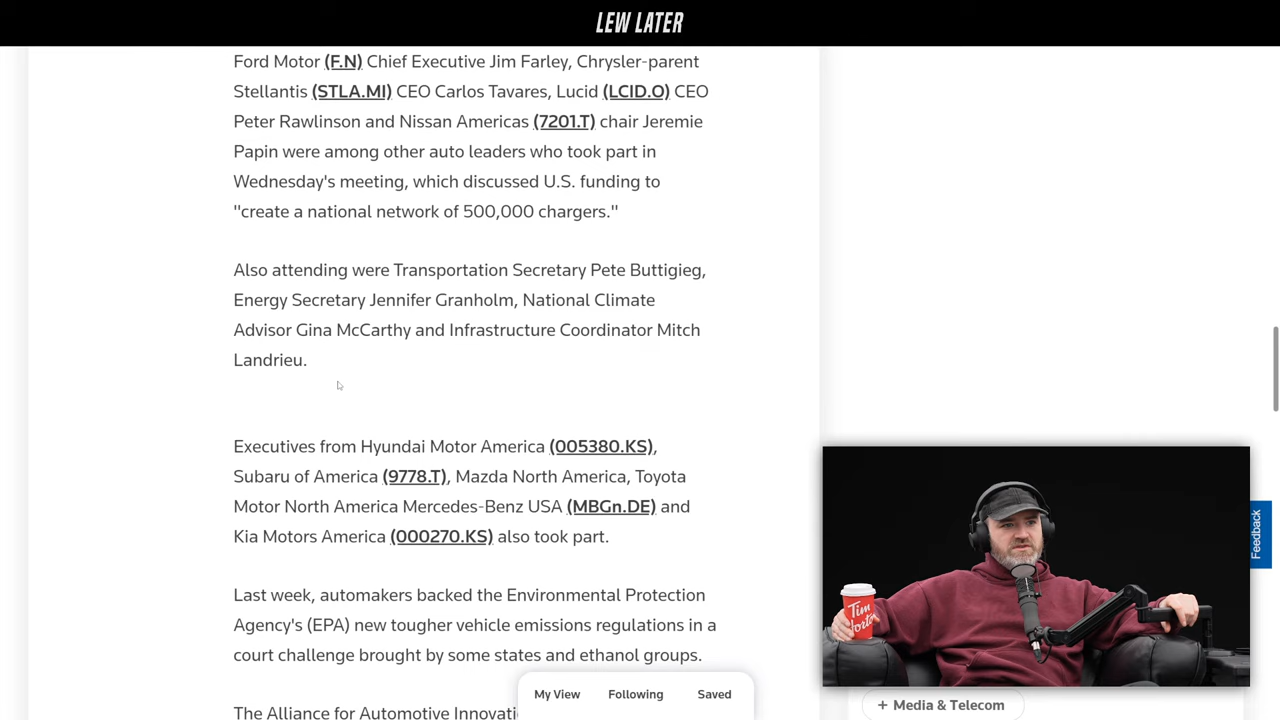 LEW LATER
Ford Motor (F.N) Chief Executive Jim Farley, Chrysler-parent
Stellantis (STLA.MI) CEO Carlos Tavares, Lucid (LCID.O) CEO
Peter Rawlinson and Nissan Americas (7201.T) chair Jeremie
Papin were among other auto leaders who took part in
Wednesday's meeting, which discussed U.S. funding to
"create a national network of 500,000 chargers."
Also attending were Transportation Secretary Pete Buttigieg,
Energy Secretary Jennifer Granholm, National Climate
Advisor Gina McCarthy and Infrastructure Coordinator Mitch
Landrieu.
Executives from Hyundai Motor America (005380.KS),
Subaru of America (9778.T), Mazda North America, Toyota
Motor North America Mercedes-Benz USA (MBGn.DE) and
Kia Motors America (000270.KS) also took part.
Last week, automakers backed the Environmental Protection
Agency's (EPA) new tougher vehicle emissions regulations in a
court challenge brought by some states and ethanol groups.
The Alliance for Automotive
My View Following Saved
+ Media & Telecom
Feedback
Tim